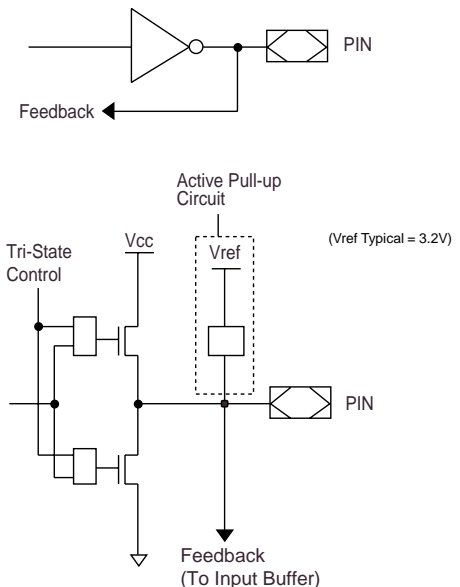 PIN
Feedback
Active Pull-up
Circuit
(Vref Typical = 3.2V)
Tri-State
Control
Vcc
Vref
PIN
Feedback
(To Input Buffer)